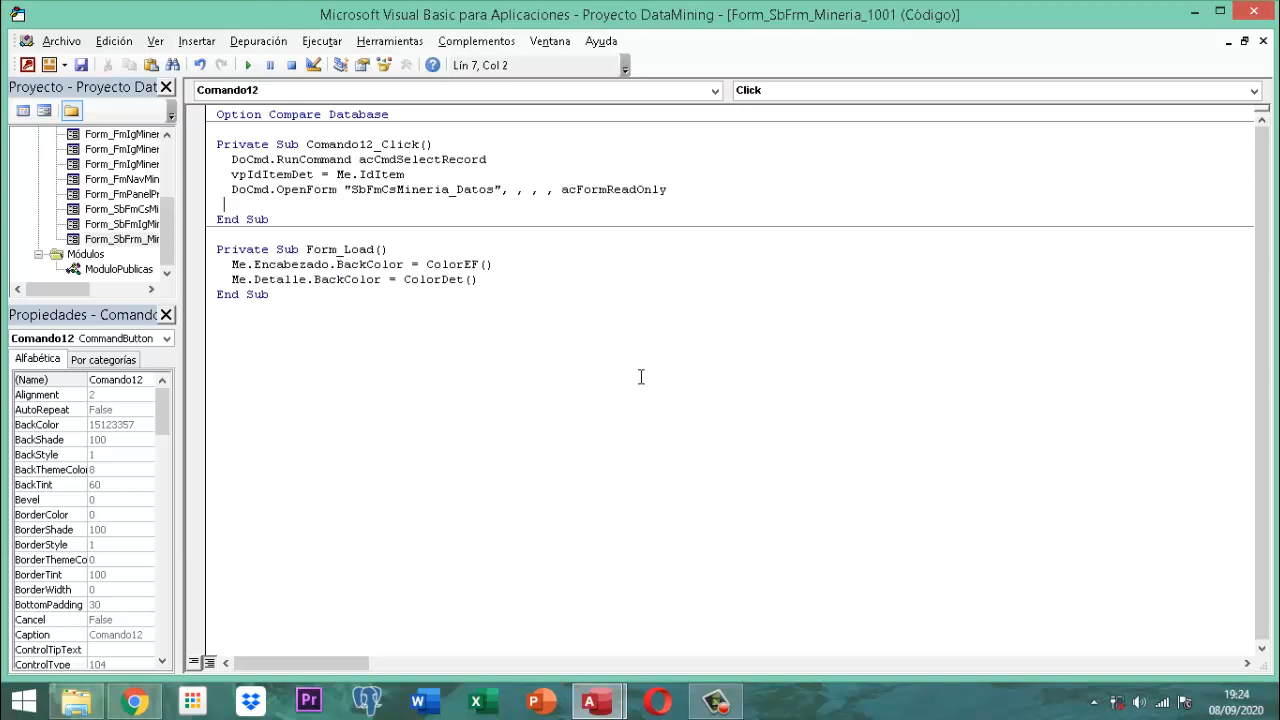 Microsoft Visual Basic para Aplicaciones - Proyecto DataMining - [Form_SbFrm_Mineria_1001 (Código)]
Archivo Edición Ver Insertar Depuración Ejecutar Herramientas Complementos Ventana Ayuda
Lín 7, Col 2
Proyecto - Proyecto Dat
Comando12
Click
Form_FmIgMiner
Form_FmIgMiner
Form_FmIgMiner
Form_FmNavMin
Form_FmPanelPr
Form_SbFmCsMi
Form_SbFmIgMi
Form_SbFrm_Mi
Módulos
ModuloPublicas
Propiedades - Comando
Comando12 CommandButton
Alfabética Por categorías
(Name) Comando12
Alignment 2
AutoRepeat False
BackColor 15123357
BackShade 100
BackStyle 1
BackThemeColo 8
BackTint 60
Bevel 0
BorderColor 0
BorderShade 100
BorderStyle 1
BorderThemeCo 0
BorderTint 100
BorderWidth 0
BottomPadding 30
Cancel False
Caption Comando12
ControlTipText
ControlType 104
Option Compare Database
Private Sub Comando12_Click()
DoCmd.RunCommand acCmdSelectRecord
vpIdItemDet = Me.IdItem
DoCmd.OpenForm "SbFmCsMineria_Datos", , , , acFormReadOnly
End Sub
Private Sub Form_Load()
Me.Encabezado.BackColor = ColorEF()
Me.Detalle.BackColor = ColorDet()
End Sub
Pr
19:24
08/09/2020